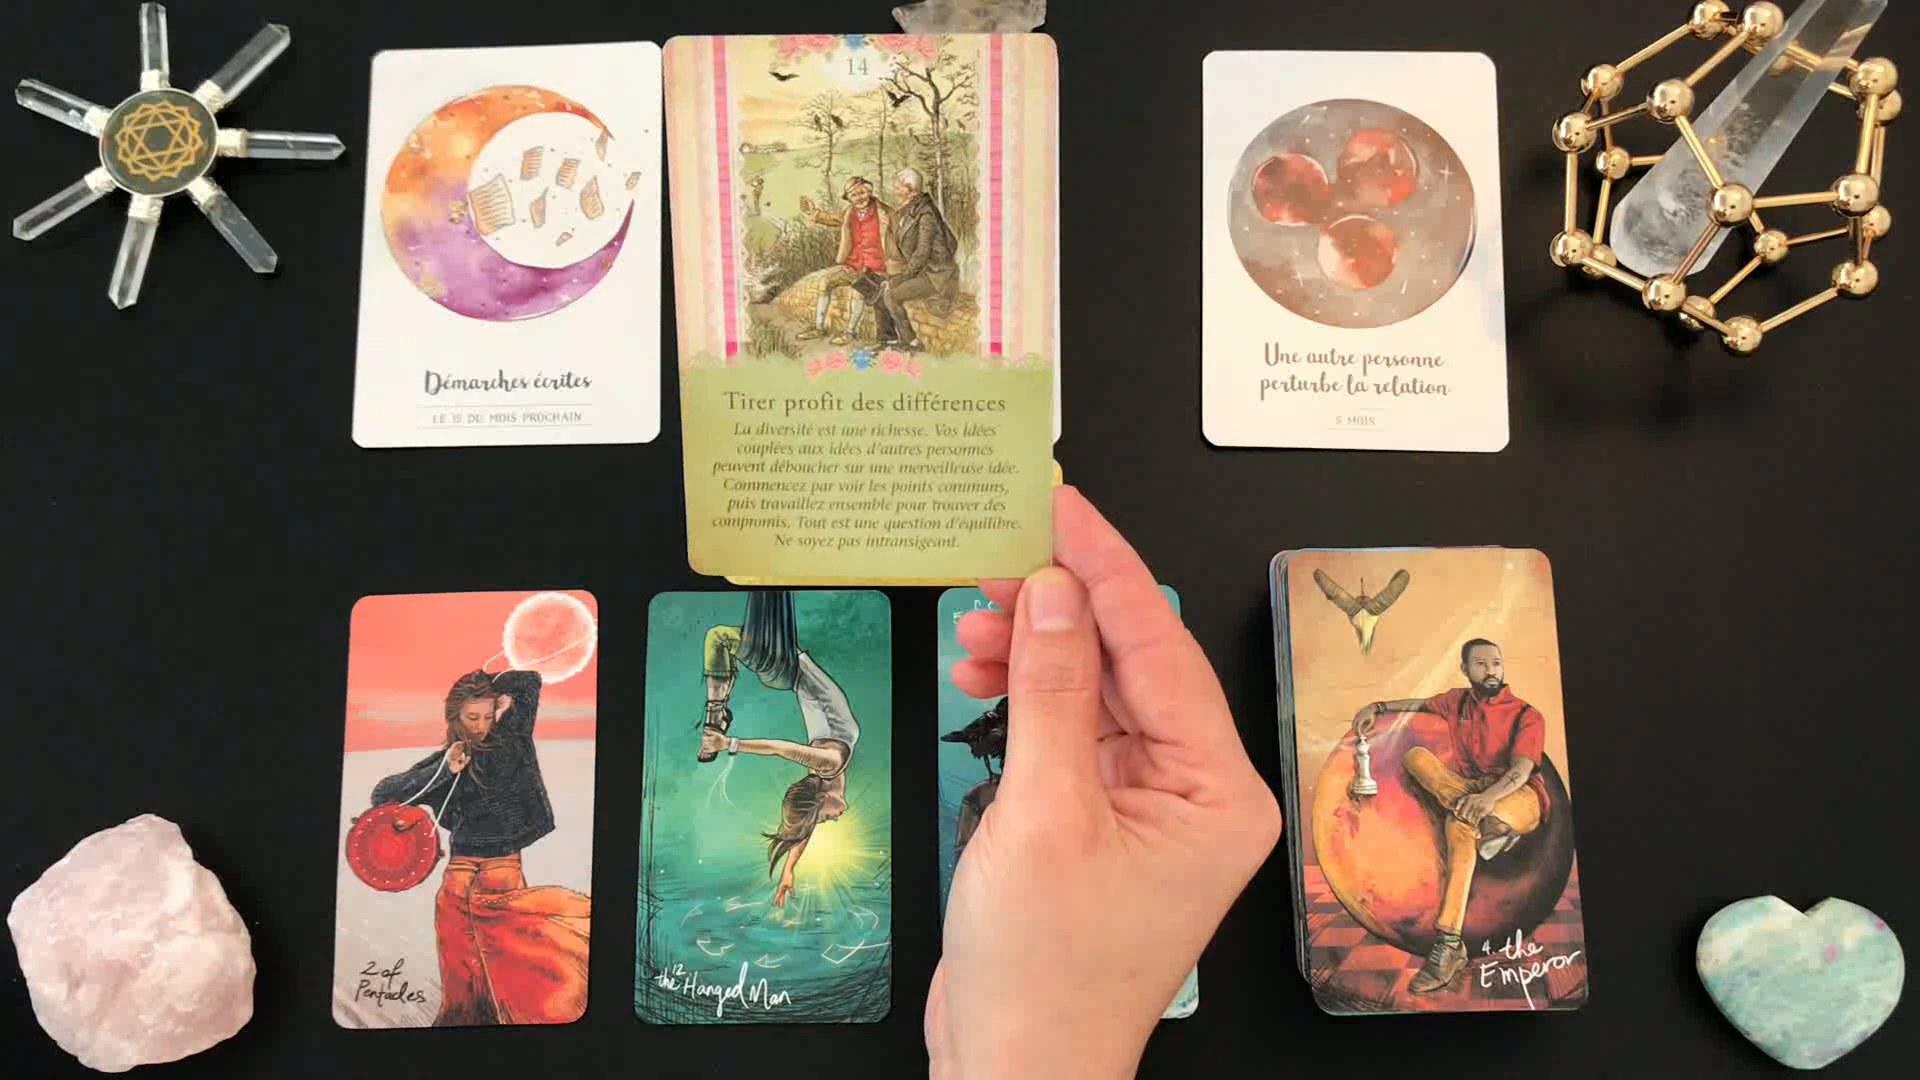 Démarches écrites
LE 15 DU MOIS PROCHAIN
14
Tirer profit des différences
La diversité est une richesse. Vos idées
couplées aux idées d'autres personnes
peuvent déboucher sur une merveilleuse idée.
Commencez par voir les points communs,
puis travaillez ensemble pour trouver des
compromis. Tout est une question d'équilibre.
Ne soyez pas intransigeant.
Une autre personne
perturbe la relation
5 MOIS
2 of
Pentacles
12
the Hanged Man
4. the
Emperor